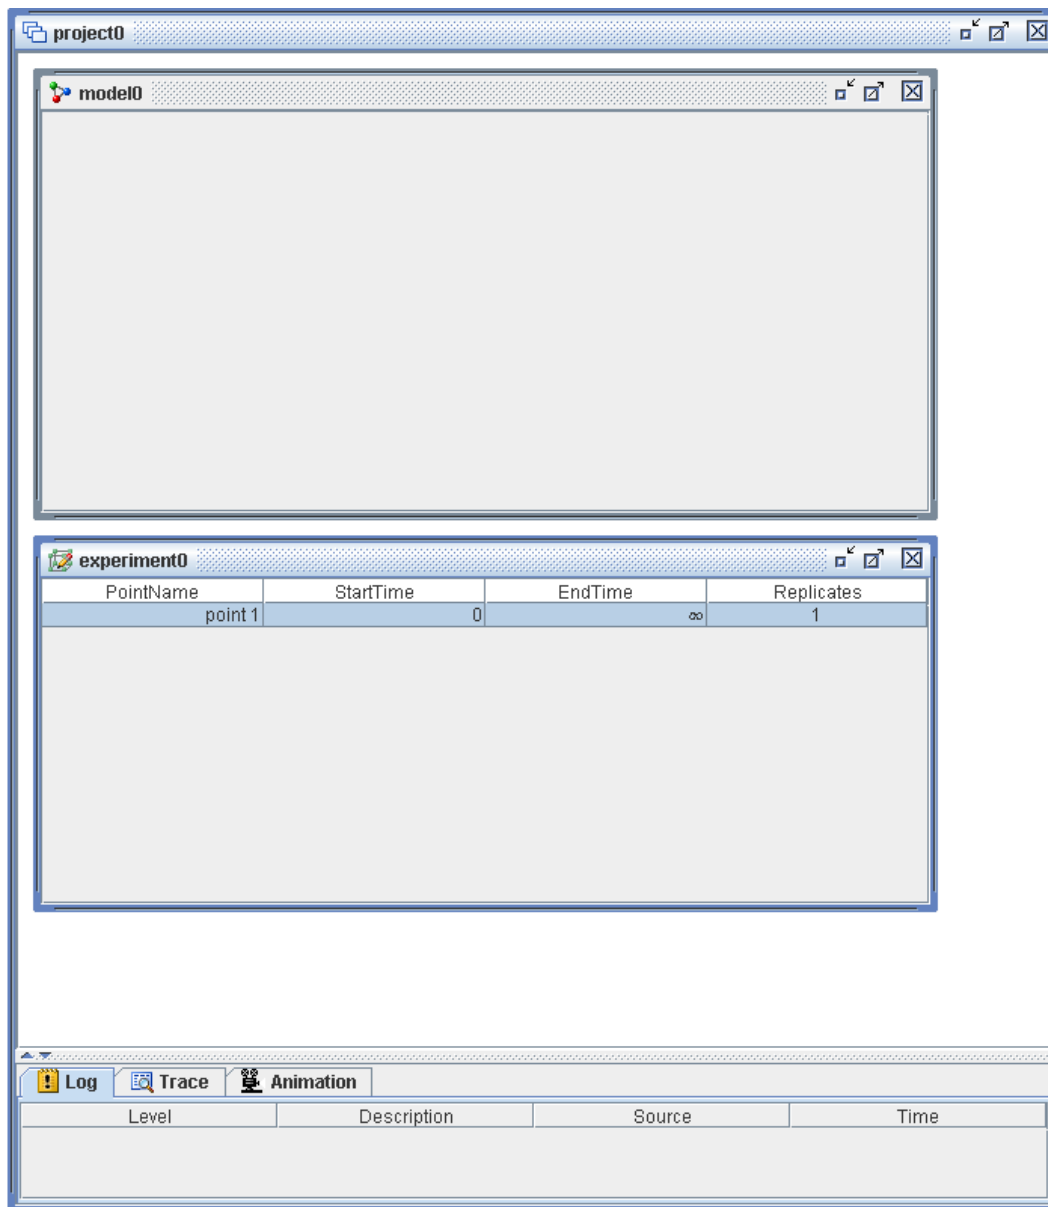 project0
model0
experiment0
PointName StartTime EndTime Replicates
point 1 0 ∞ 1
Log Trace Animation
Level Description Source Time